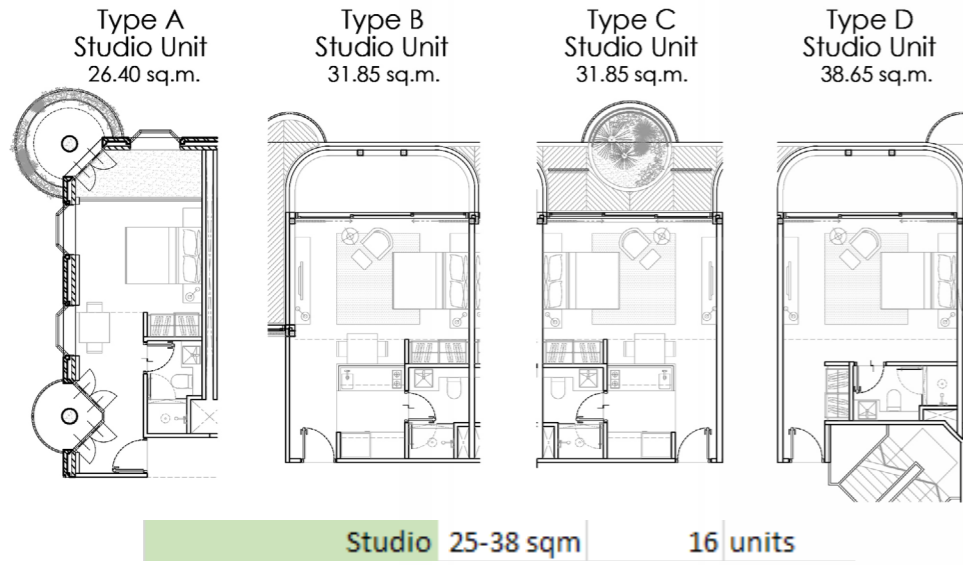 Type A
Studio Unit
26.40 sq.m.
Type B
Studio Unit
31.85 sq.m.
Type C
Studio Unit
31.85 sq.m.
Type D
Studio Unit
38.65 sq.m.
Studio 25-38 sqm 16 units